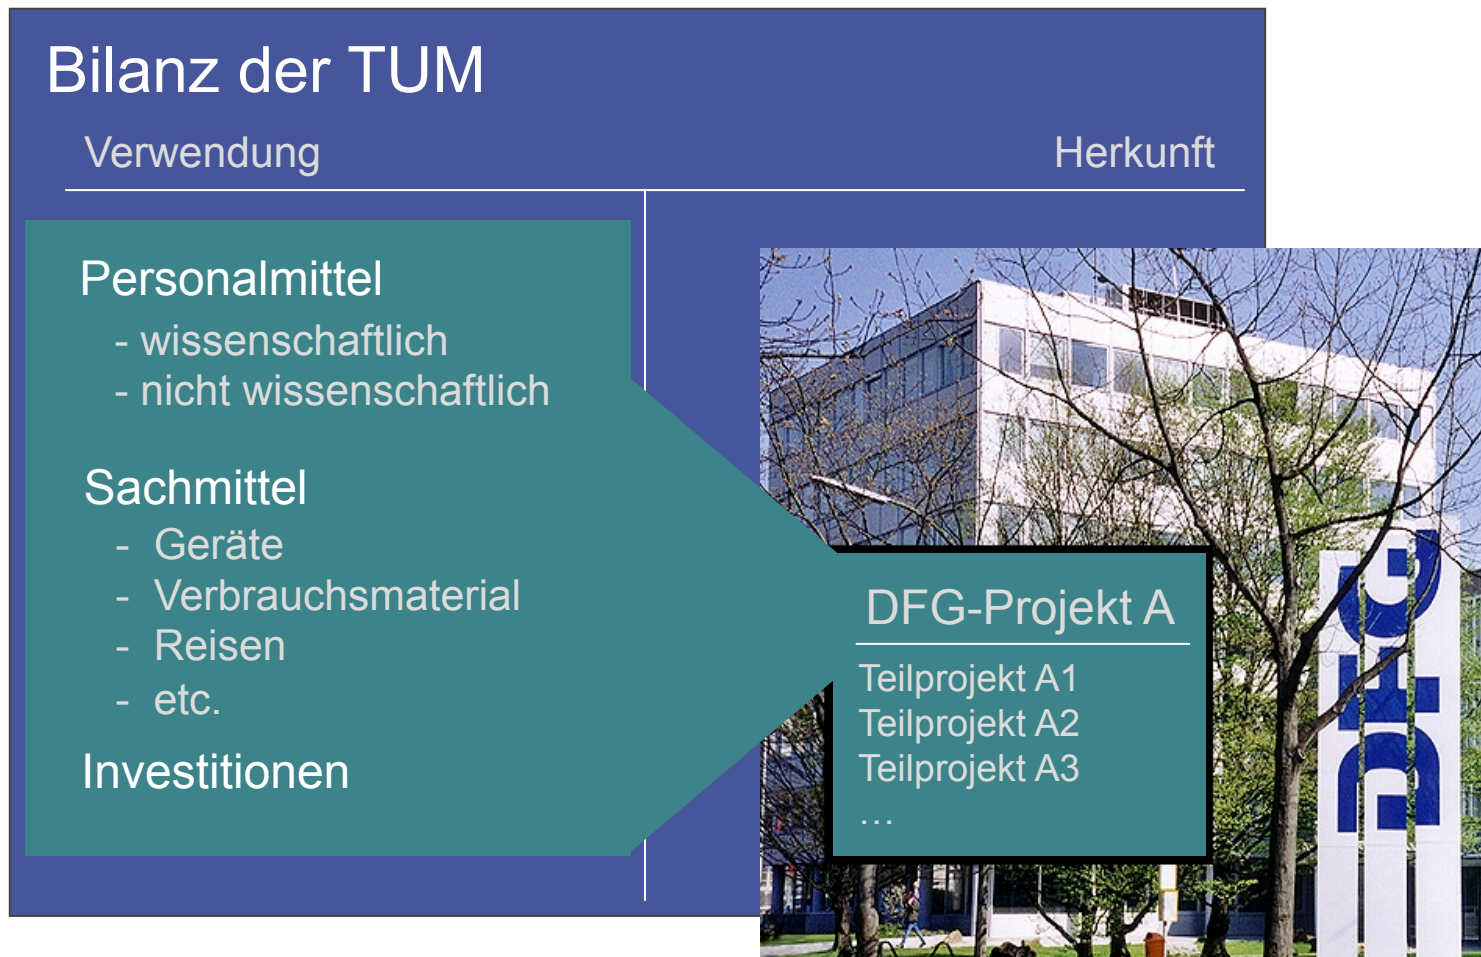 Bilanz der TUM
Verwendung
Herkunft
Personalmittel
- wissenschaftlich
- nicht wissenschaftlich
Sachmittel
- Geräte
- Verbrauchsmaterial
- Reisen
- etc.
Investitionen
DFG-Projekt A
Teilprojekt A1
Teilprojekt A2
Teilprojekt A3
…
DFG